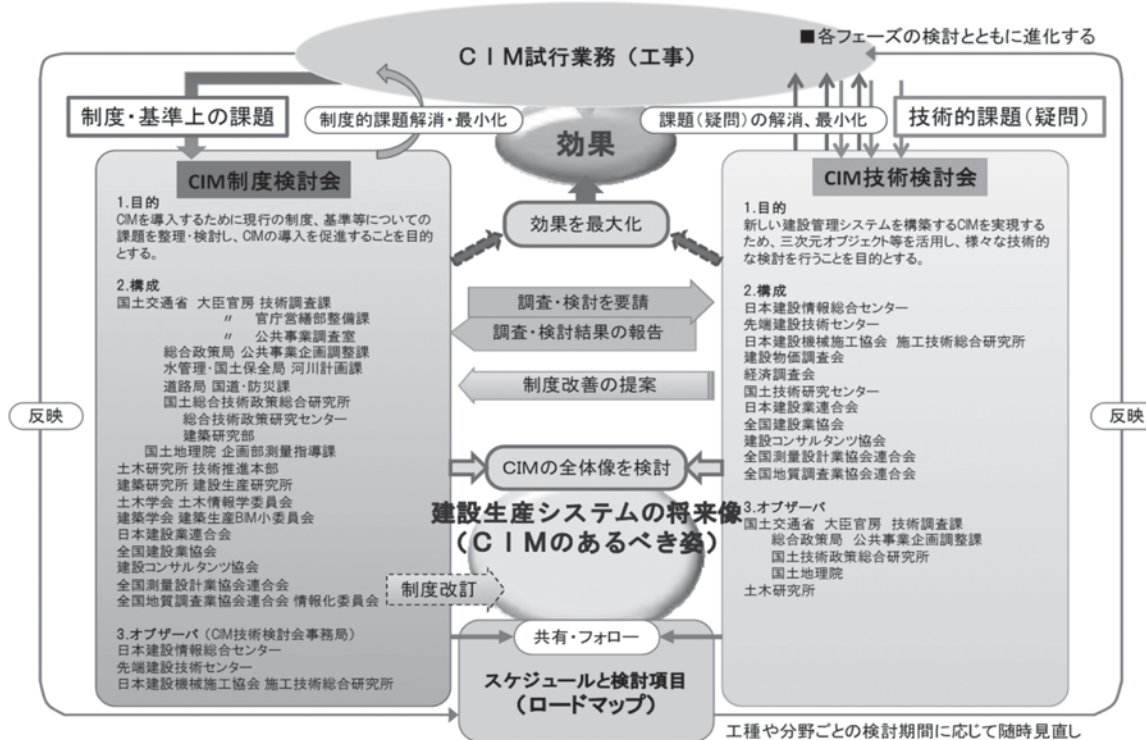 ■各フェーズの検討とともに進化する
CIM試行業務(工事)
制度・基準上の課題
制度的課題解消・最小化
効果
課題(疑問)の解消、最小化
技術的課題(疑問)
CIM制度検討会
1.目的
CIMを導入するために現行の制度、基準等についての
課題を整理・検討し、CIMの導入を促進することを目的
とする。
2.構成
国土交通省 大臣官房 技術調査課
〃 官庁営繕部整備課
〃 公共事業調査室
総合政策局 公共事業企画調整課
水管理・国土保全局 河川計画課
道路局 国道・防災課
国土総合技術政策総合研究所
総合技術政策研究センター
建築研究部
国土地理院 企画部測量指導課
土木研究所 技術推進本部
建築研究所 建設生産研究所
土木学会 土木情報学委員会
建築学会 建築生産BIM小委員会
日本建設業連合会
全国建設業協会
建設コンサルタンツ協会
全国測量設計業協会連合会
全国地質調査業協会連合会 情報化委員会
3.オブザーバ(CIM技術検討会事務局)
日本建設情報総合センター
先端建設技術センター
日本建設機械施工協会 施工技術総合研究所
効果を最大化
調査・検討を要請
調査・検討結果の報告
制度改善の提案
CIMの全体像を検討
建設生産システムの将来像
(CIMのあるべき姿)
制度改訂
共有・フォロー
スケジュールと検討項目
(ロードマップ)
CIM技術検討会
1.目的
新しい建設管理システムを構築するCIMを実現する
ため、三次元オブジェクト等を活用し、様々な技術的
な検討を行うことを目的とする。
2.構成
日本建設情報総合センター
先端建設技術センター
日本建設機械施工協会 施工技術総合研究所
建設物価調査会
経済調査会
国土技術研究センター
日本建設業連合会
全国建設業協会
建設コンサルタンツ協会
全国測量設計業協会連合会
全国地質調査業協会連合会
3.オブザーバ
国土交通省 大臣官房 技術調査課
総合政策局 公共事業企画調整課
国土技術政策総合研究所
国土地理院
土木研究所
反映
反映
工種や分野ごとの検討期間に応じて随時見直し